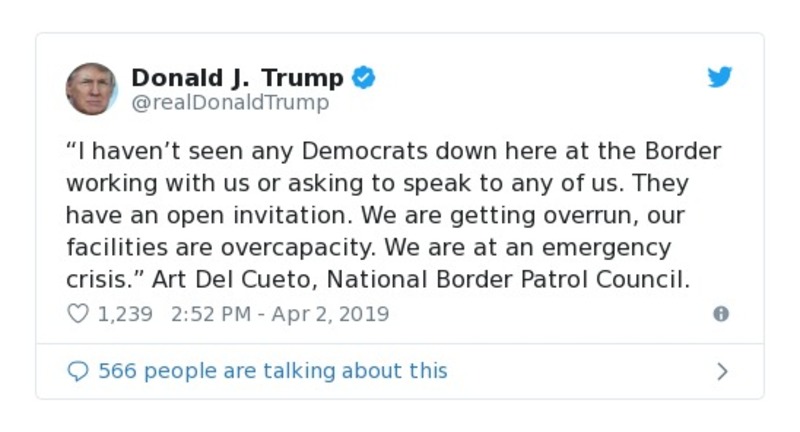 Donald J. Trump
@realDonaldTrump
“I haven’t seen any Democrats down here at the Border
working with us or asking to speak to any of us. They
have an open invitation. We are getting overrun, our
facilities are overcapacity. We are at an emergency
crisis.” Art Del Cueto, National Border Patrol Council.
1,239 2:52 PM - Apr 2, 2019
566 people are talking about this